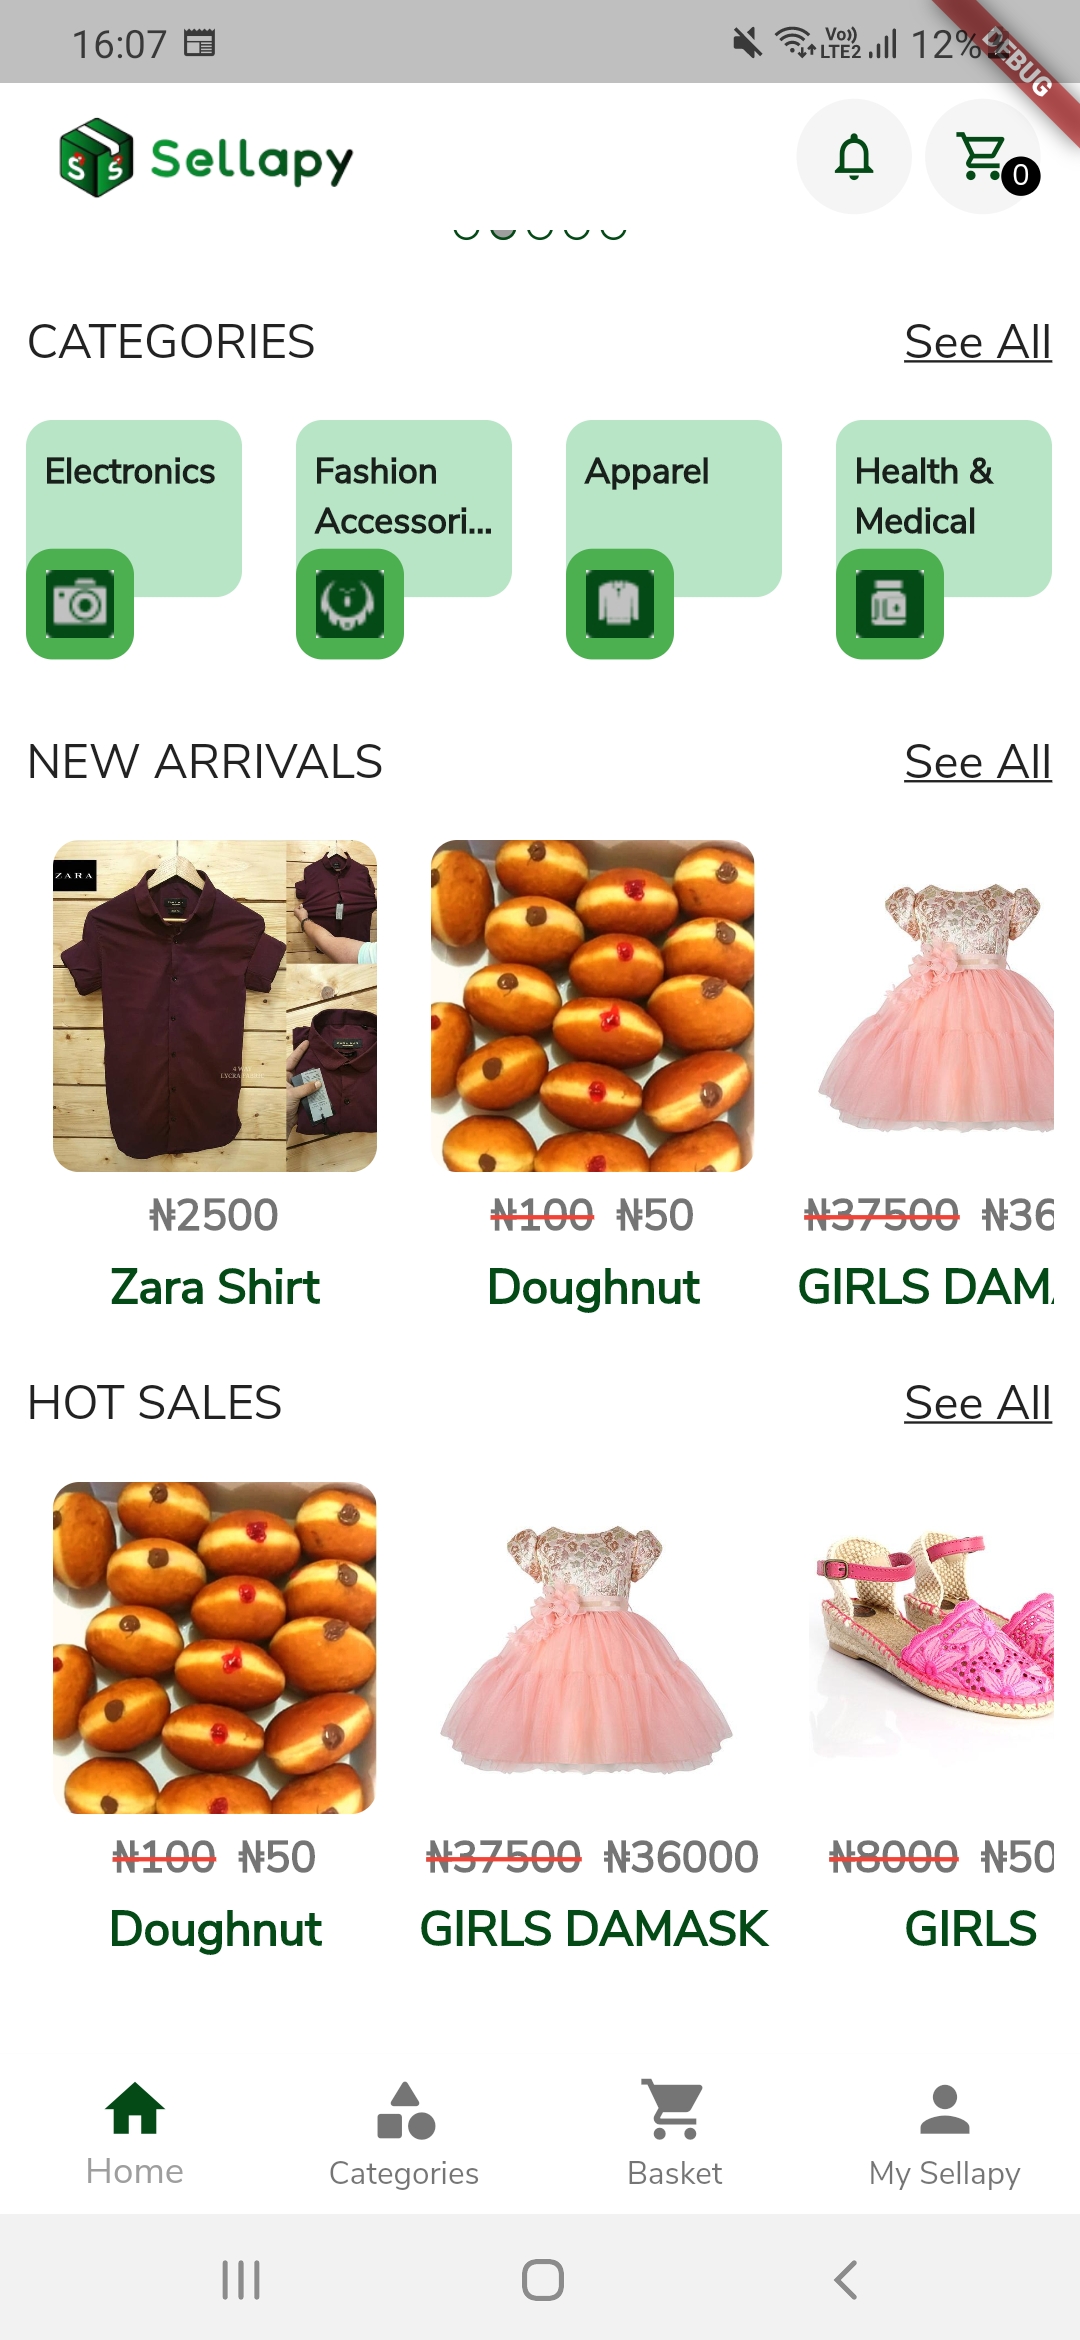 16:07
Vo))
LTE2
12%
DEBUG
S S
Sellapy
0
CATEGORIES See All
Electronics
Fashion
Accessori...
Apparel
Health &
Medical
NEW ARRIVALS See All
ZARA
₦2500
Zara Shirt
₦100 ₦50
Doughnut
₦37500 ₦36
GIRLS DAMA
HOT SALES See All
₦100 ₦50
Doughnut
₦37500 ₦36000
GIRLS DAMASK
₦8000 ₦50
GIRLS
Home
Categories
Basket
My Sellapy